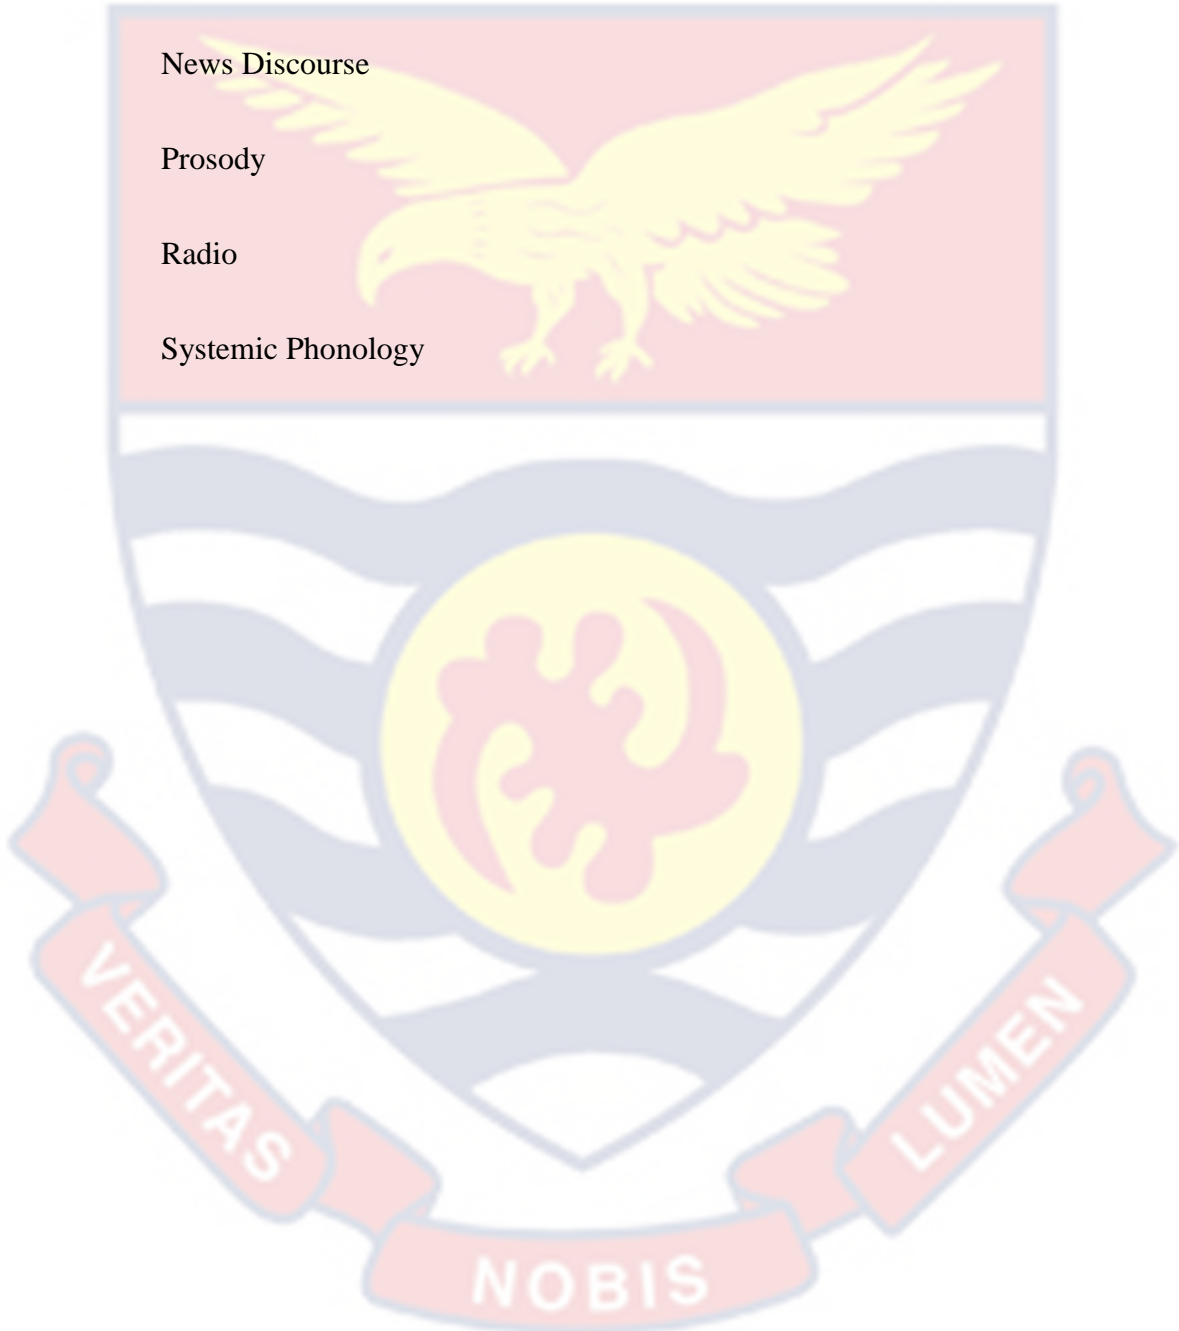 News Discourse
Prosody
Radio
Systemic Phonology
VERITAS
NOBIS
LUMEN